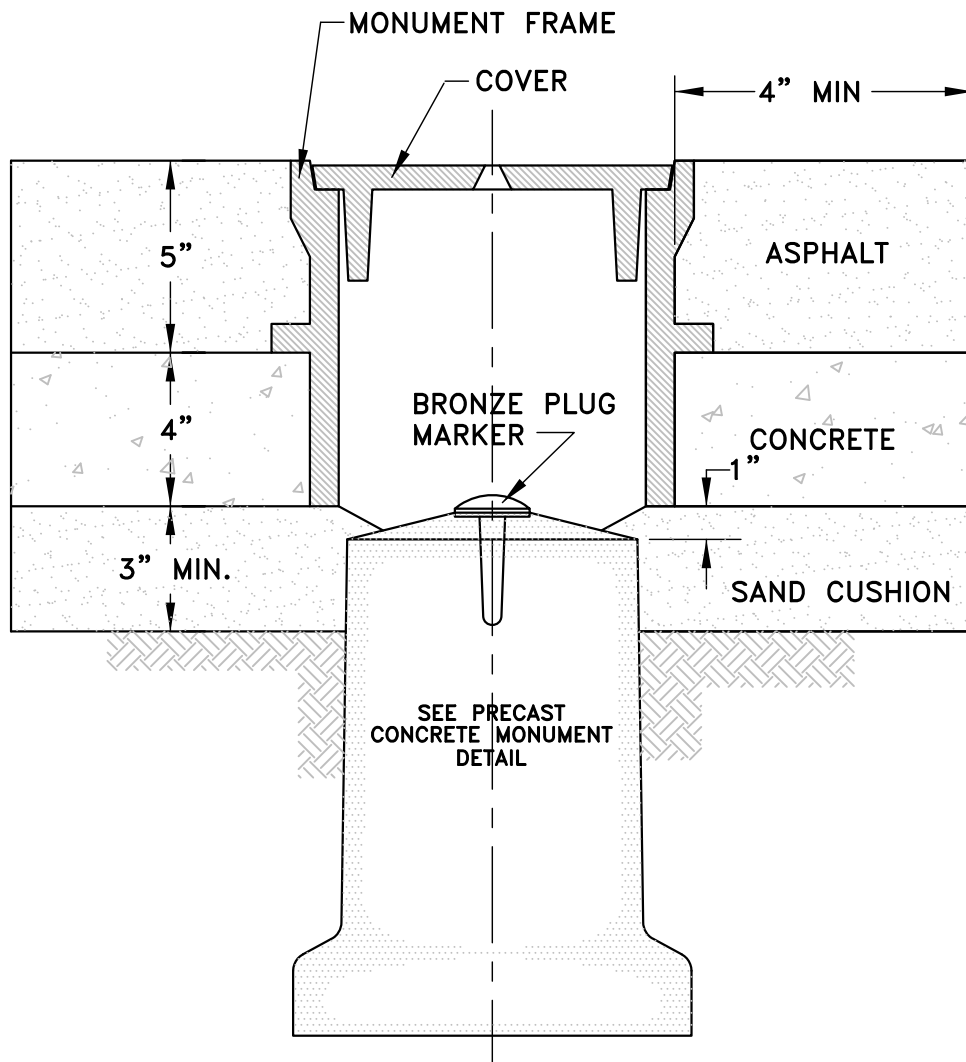 MONUMENT FRAME
COVER
4” MIN
5”
ASPHALT
BRONZE PLUG
MARKER
4”
CONCRETE
1”
3” MIN.
SAND CUSHION
SEE PRECAST
CONCRETE MONUMENT
DETAIL